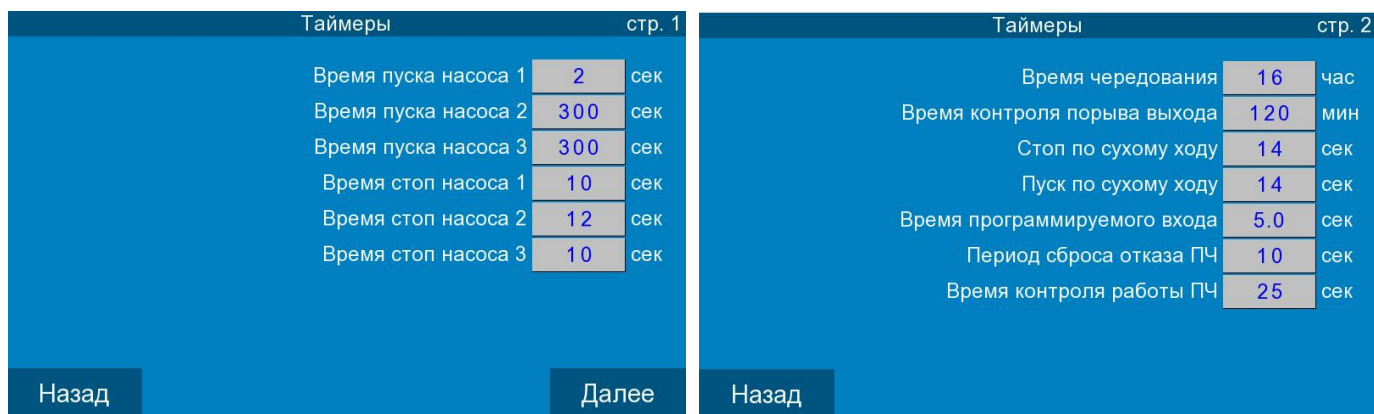 Таймеры стр. 1
Время пуска насоса 1 2 сек
Время пуска насоса 2 300 сек
Время пуска насоса 3 300 сек
Время стоп насоса 1 10 сек
Время стоп насоса 2 12 сек
Время стоп насоса 3 10 сек
Назад Далее
Таймеры стр. 2
Время чередования 16 час
Время контроля порыва выхода 120 мин
Стоп по сухому ходу 14 сек
Пуск по сухому ходу 14 сек
Время программируемого входа 5.0 сек
Период сброса отказа ПЧ 10 сек
Время контроля работы ПЧ 25 сек
Назад